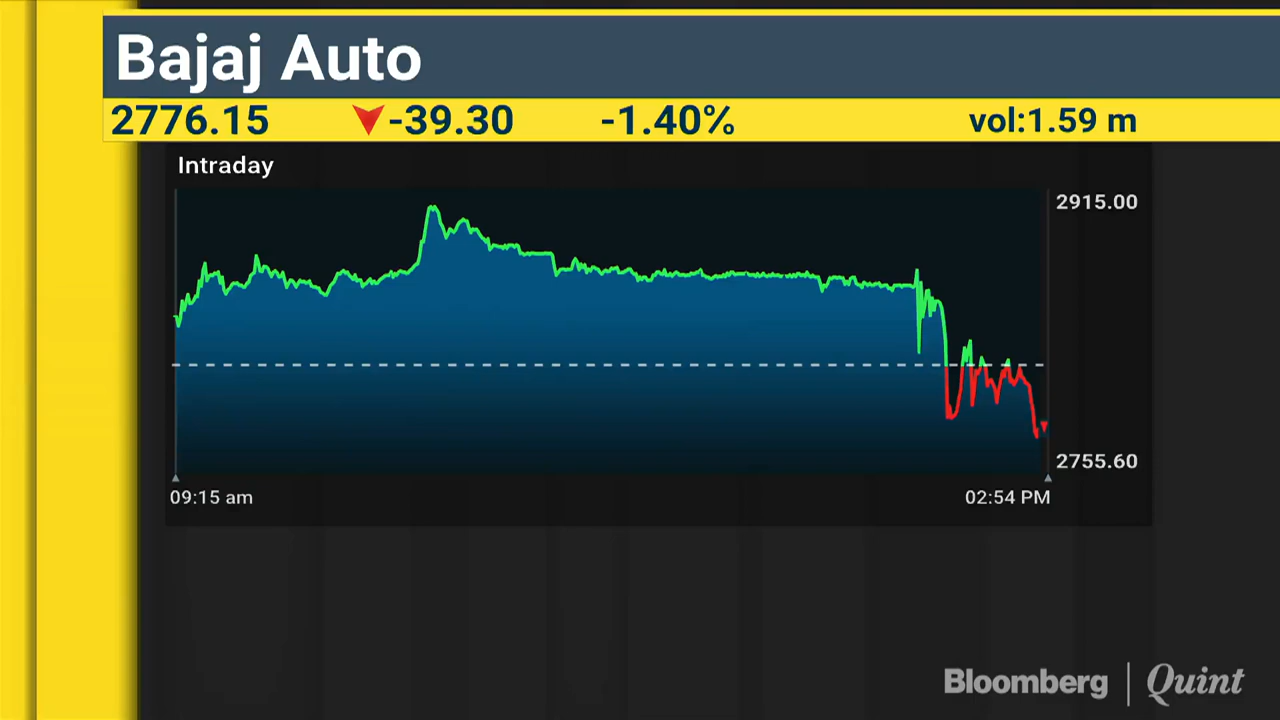 Bajaj Auto
2776.15 -39.30 -1.40% vol:1.59 m
Intraday
2915.00
2755.60
09:15 am 02:54 PM
Bloomberg | Quint